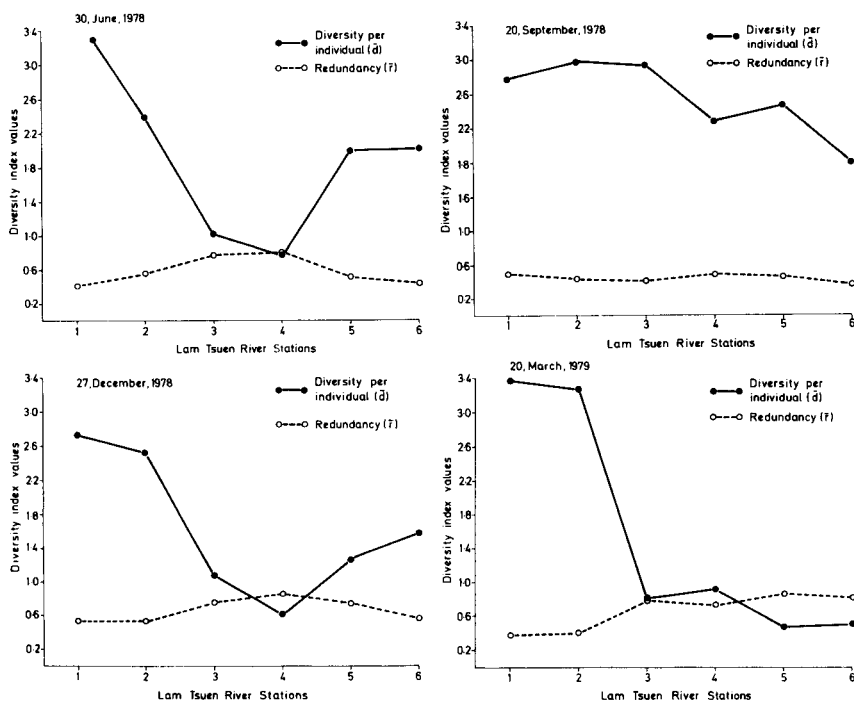 30, June, 1978
Diversity per
individual (d̄)
Redundancy (r̄)
Diversity index values
3·4
3·0
2·6
2·2
1·8
1·4
1·0
0·6
0·2
1 2 3 4 5 6
Lam Tsuen River Stations
20, September, 1978
Diversity per
individual (d̄)
Redundancy (r̄)
Diversity index values
3·4
3·0
2·6
2·2
1·8
1·4
1·0
0·6
0·2
1 2 3 4 5 6
Lam Tsuen River Stations
27, December, 1978
Diversity per
individual (d̄)
Redundancy (r̄)
Diversity index values
3·4
3·0
2·6
2·2
1·8
1·4
1·0
0·6
0·2
1 2 3 4 5 6
Lam Tsuen River Stations
20, March, 1979
Diversity per
individual (d̄)
Redundancy (r̄)
Diversity index values
3·4
3·0
2·6
2·2
1·8
1·4
1·0
0·6
0·2
1 2 3 4 5 6
Lam Tsuen River Stations